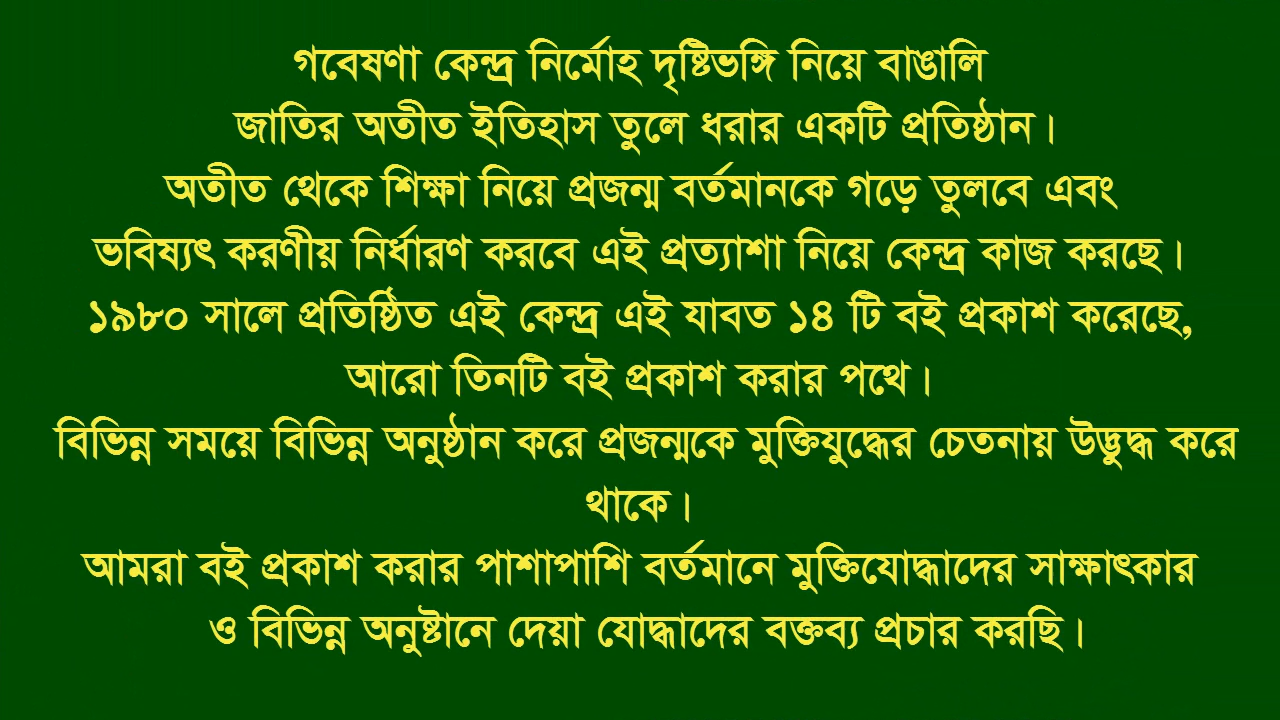 গবেষণা কেন্দ্র নির্মোহ দৃষ্টিভঙ্গি নিয়ে বাঙালি
জাতির অতীত ইতিহাস তুলে ধরার একটি প্রতিষ্ঠান।
অতীত থেকে শিক্ষা নিয়ে প্রজন্ম বর্তমানকে গড়ে তুলবে এবং
ভবিষ্যৎ করণীয় নির্ধারণ করবে এই প্রত্যাশা নিয়ে কেন্দ্র কাজ করছে।
১৯৮০ সালে প্রতিষ্ঠিত এই কেন্দ্র এই যাবত ১৪ টি বই প্রকাশ করেছে,
আরো তিনটি বই প্রকাশ করার পথে।
বিভিন্ন সময়ে বিভিন্ন অনুষ্ঠান করে প্রজন্মকে মুক্তিযুদ্ধের চেতনায় উদ্ভুদ্ধ করে
থাকে।
আমরা বই প্রকাশ করার পাশাপাশি বর্তমানে মুক্তিযোদ্ধাদের সাক্ষাৎকার
ও বিভিন্ন অনুষ্টানে দেয়া যোদ্ধাদের বক্তব্য প্রচার করছি।